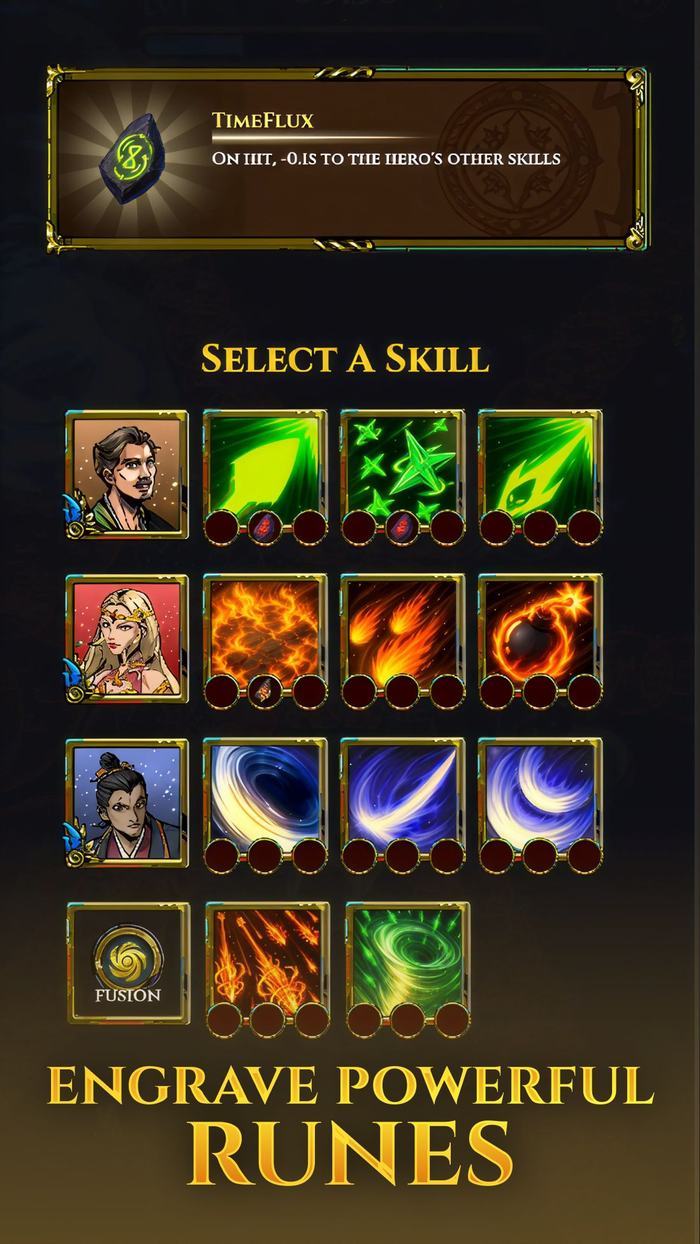 TIMEFLUX
ON HIT, -0.1S TO THE HERO'S OTHER SKILLS
SELECT A SKILL
FUSION
ENGRAVE POWERFUL
RUNES